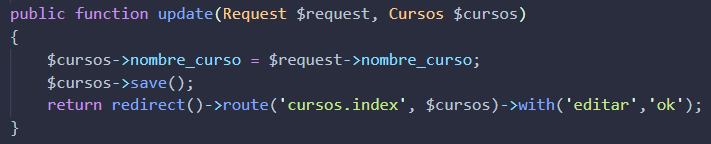 public function update(Request $request, Cursos $cursos)
{
$cursos->nombre_curso = $request->nombre_curso;
$cursos->save();
return redirect()->route('cursos.index', $cursos)->with('editar','ok');
}